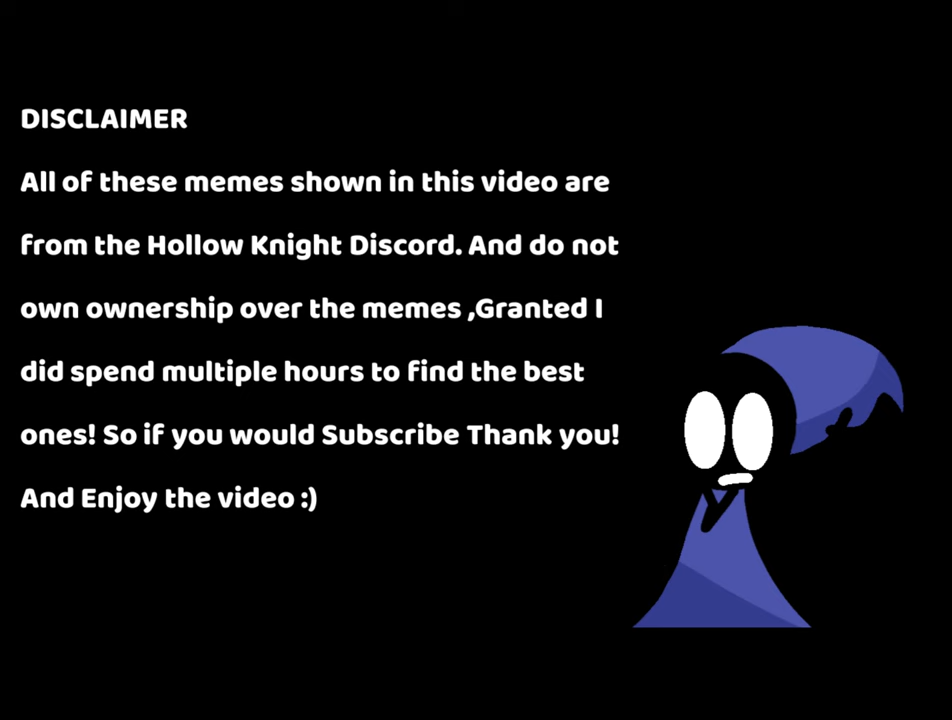 DISCLAIMER
All of these memes shown in this video are
from the Hollow Knight Discord. And do not
own ownership over the memes ,Granted I
did spend multiple hours to find the best
ones! So if you would Subscribe Thank you!
And Enjoy the video :)